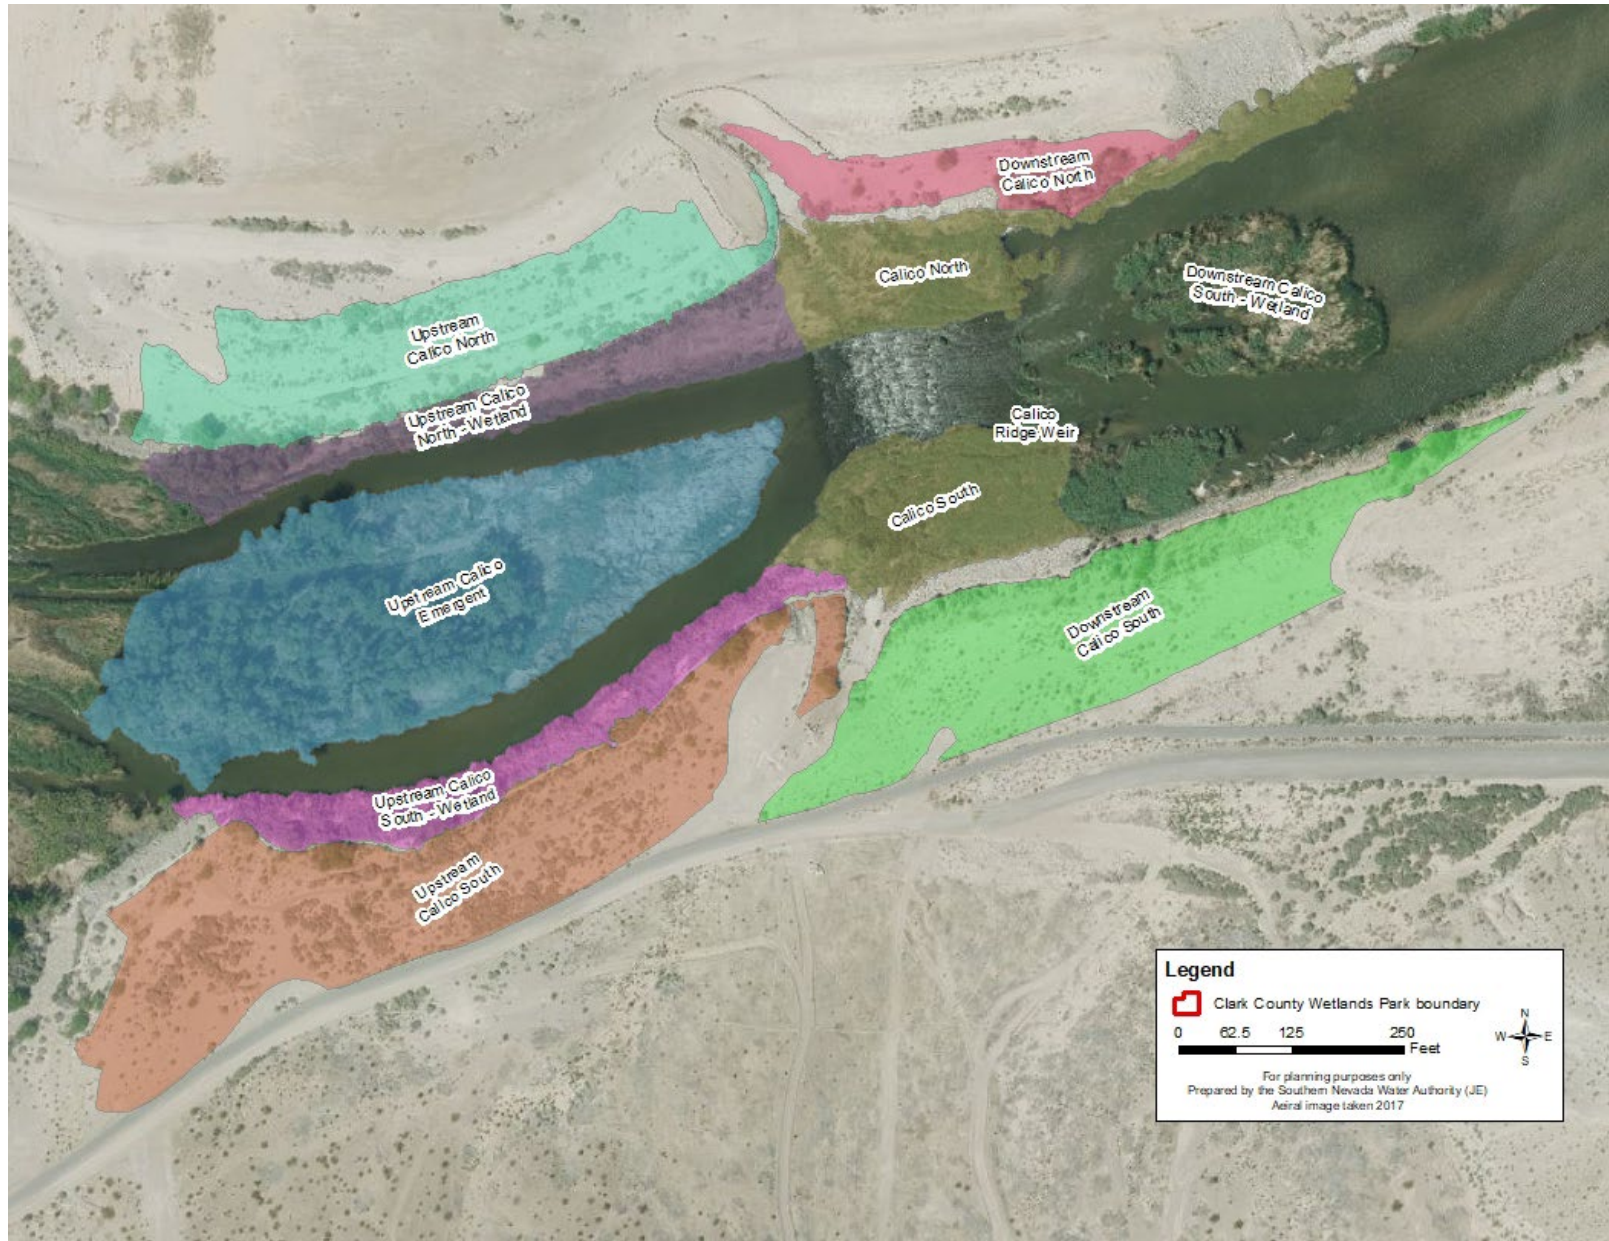 Downstream
Calico North
Calico North
Downstream Calico
South - Wetland
Upstream
Calico North
Upstream Calico
North - Wetland
Calico
Ridge Weir
Calico South
Upstream Calico
Emergent
Downstream
Calico South
Upstream Calico
South - Wetland
Upstream
Calico South
Legend
Clark County Wetlands Park boundary
0 62.5 125 250
Feet
N
W E
S
For planning purposes only
Prepared by the Southern Nevada Water Authority (JE)
Aeiral image taken 2017